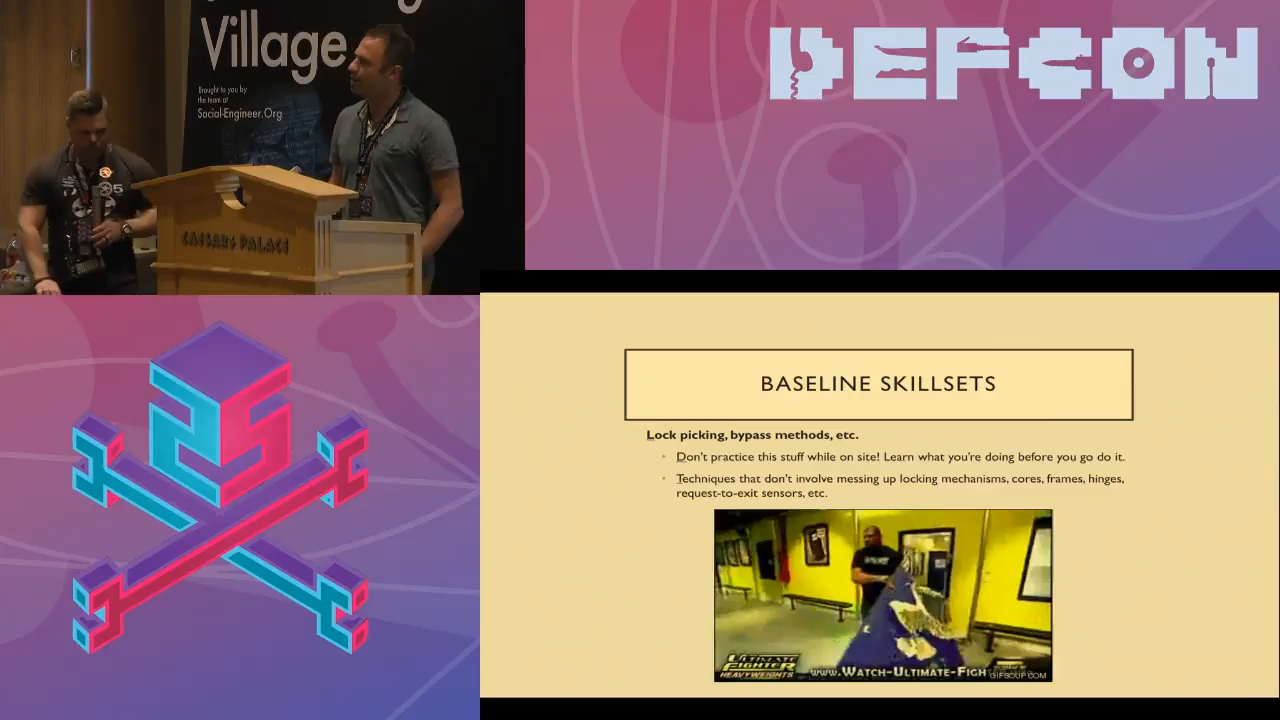 Village
Brought to you by
the team at
Social-Engineer.Org
CAESARS PALACE
DEFCON
25
BASELINE SKILLSETS
Lock picking, bypass methods, etc.
Don't practice this stuff while on site! Learn what you're doing before you go do it.
Techniques that don't involve messing up locking mechanisms, cores, frames, hinges,
request-to-exit sensors, etc.
ULTIMATE
FIGHTER
HEAVYWEIGHTS
www.Watch-Ultimate-Figh
GIFSOUP.COM